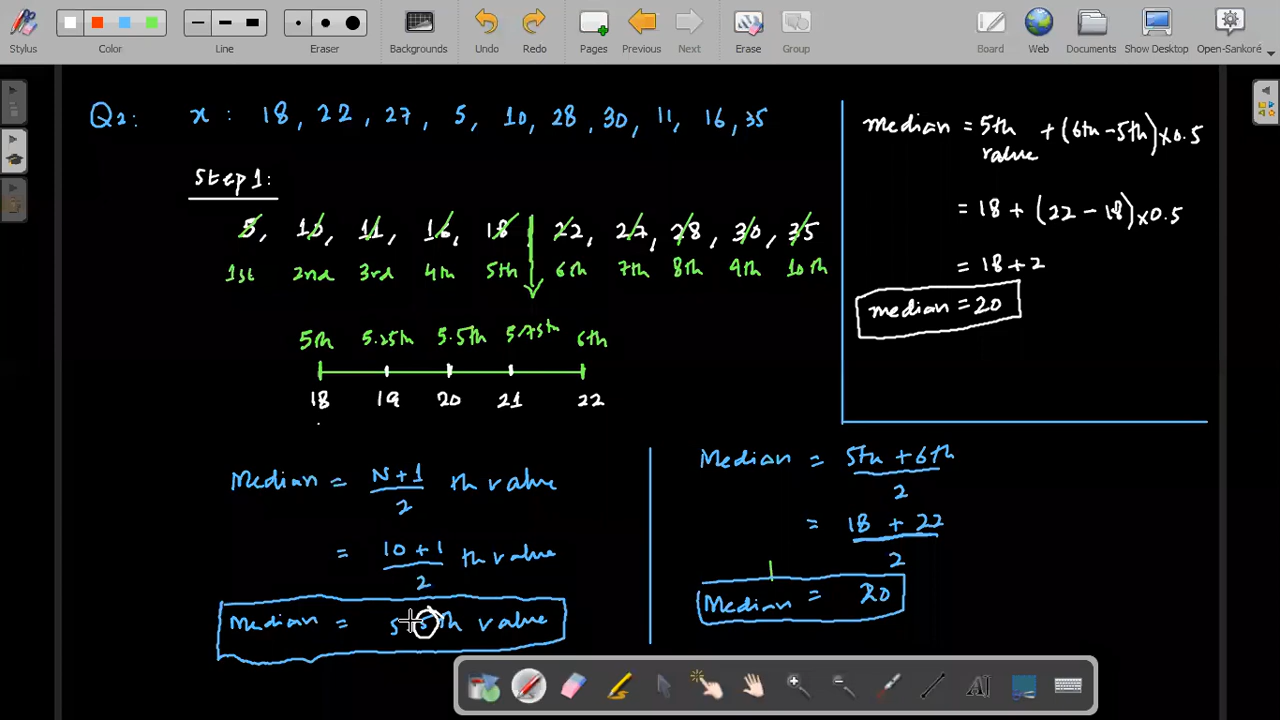 Stylus Color Line Eraser Backgrounds Undo Redo Pages Previous Next Erase Group Board Web Documents Show Desktop Open-Sankoré
Q2: x : 18, 22, 27, 5, 10, 28, 30, 11, 16, 35
Step 1:
5, 10, 11, 16, 18 22, 27, 28, 30, 35
1st 2nd 3rd 4th 5th 6th 7th 8th 9th 10th
5th 5.25th 5.5th 5.75th 6th
18 19 20 21 22
Median = N+1/2 th value
= 10+1/2 th value
Median = 5.5th value
median = 5th value + (6th - 5th) x 0.5
= 18 + (22 - 18) x 0.5
= 18 + 2
median = 20
Median = 5th + 6th/2
= 18 + 22/2
Median = 20